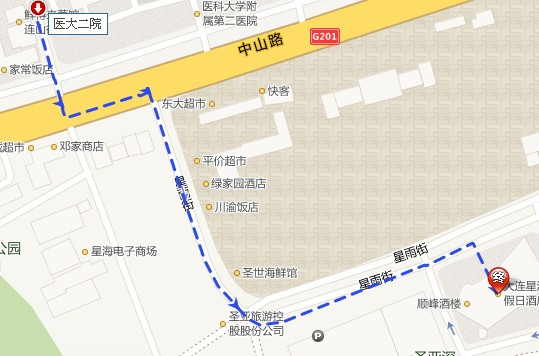 医科大学附
属第二医院
医大二院
中山路
G201
家常饭店
东大超市
快客
超市
邓家商店
平价超市
绿家园酒店
川渝饭店
星海电子商场
公园
圣世海鲜馆
星雨街
星雨街
顺峰酒楼
假日酒店
圣亚旅游控
股股份公司
P